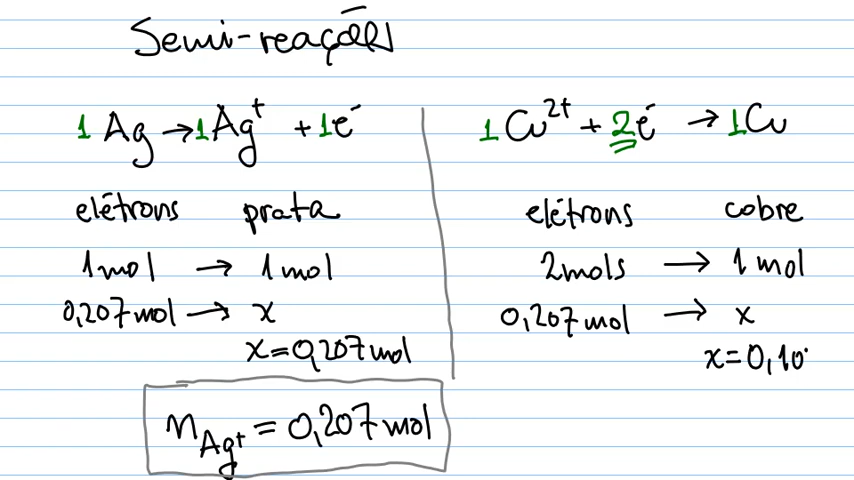 Semi-reações
1 Ag → 1 Ag⁺ + 1 é
elétrons prata
1 mol → 1 mol
0,207 mol → x
x = 0,207 mol
n Ag⁺ = 0,207 mol
1 Cu²⁺ + 2 é → 1 Cu
elétrons cobre
2 mols → 1 mol
0,207 mol → x
x = 0,10